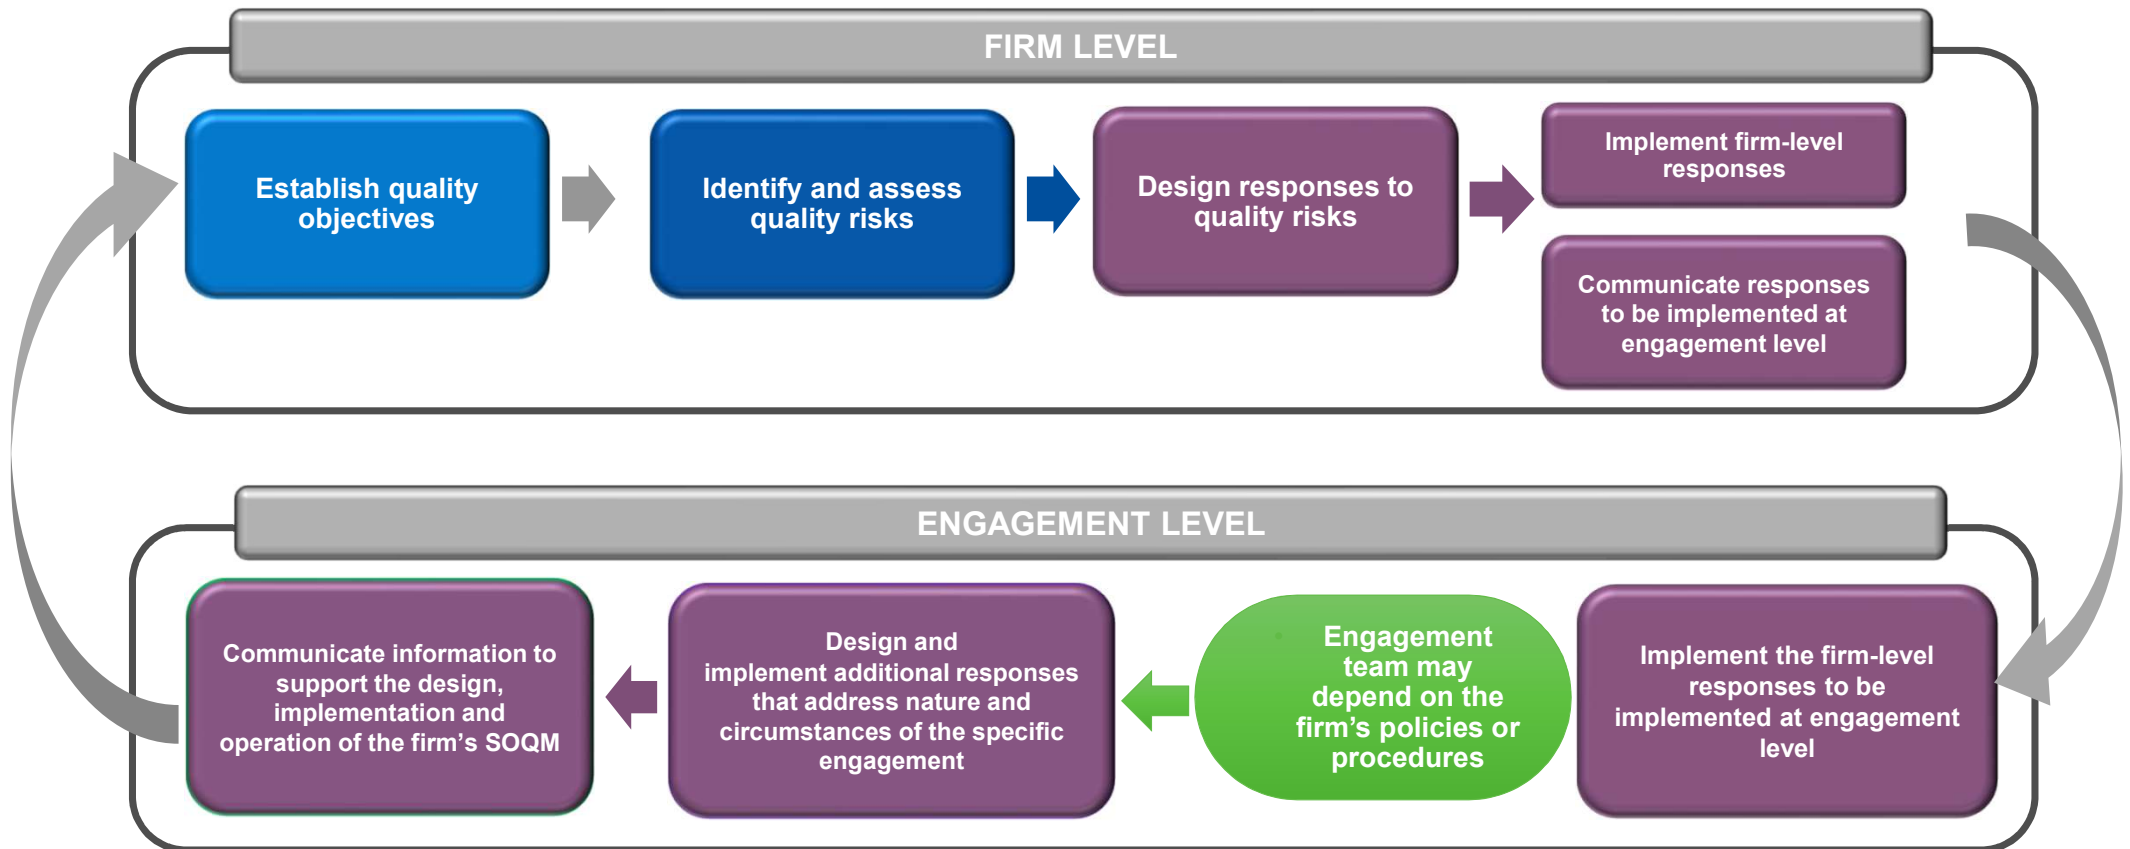 FIRM LEVEL
Establish quality
objectives
Identify and assess
quality risks
Design responses to
quality risks
Implement firm-level
responses
Communicate responses
to be implemented at
engagement level
ENGAGEMENT LEVEL
Communicate information to
support the design,
implementation and
operation of the firm's SOQM
Design and
implement additional responses
that address nature and
circumstances of the specific
engagement
Engagement
team may
depend on the
firm's policies or
procedures
Implement the firm-level
responses to be
implemented at engagement
level